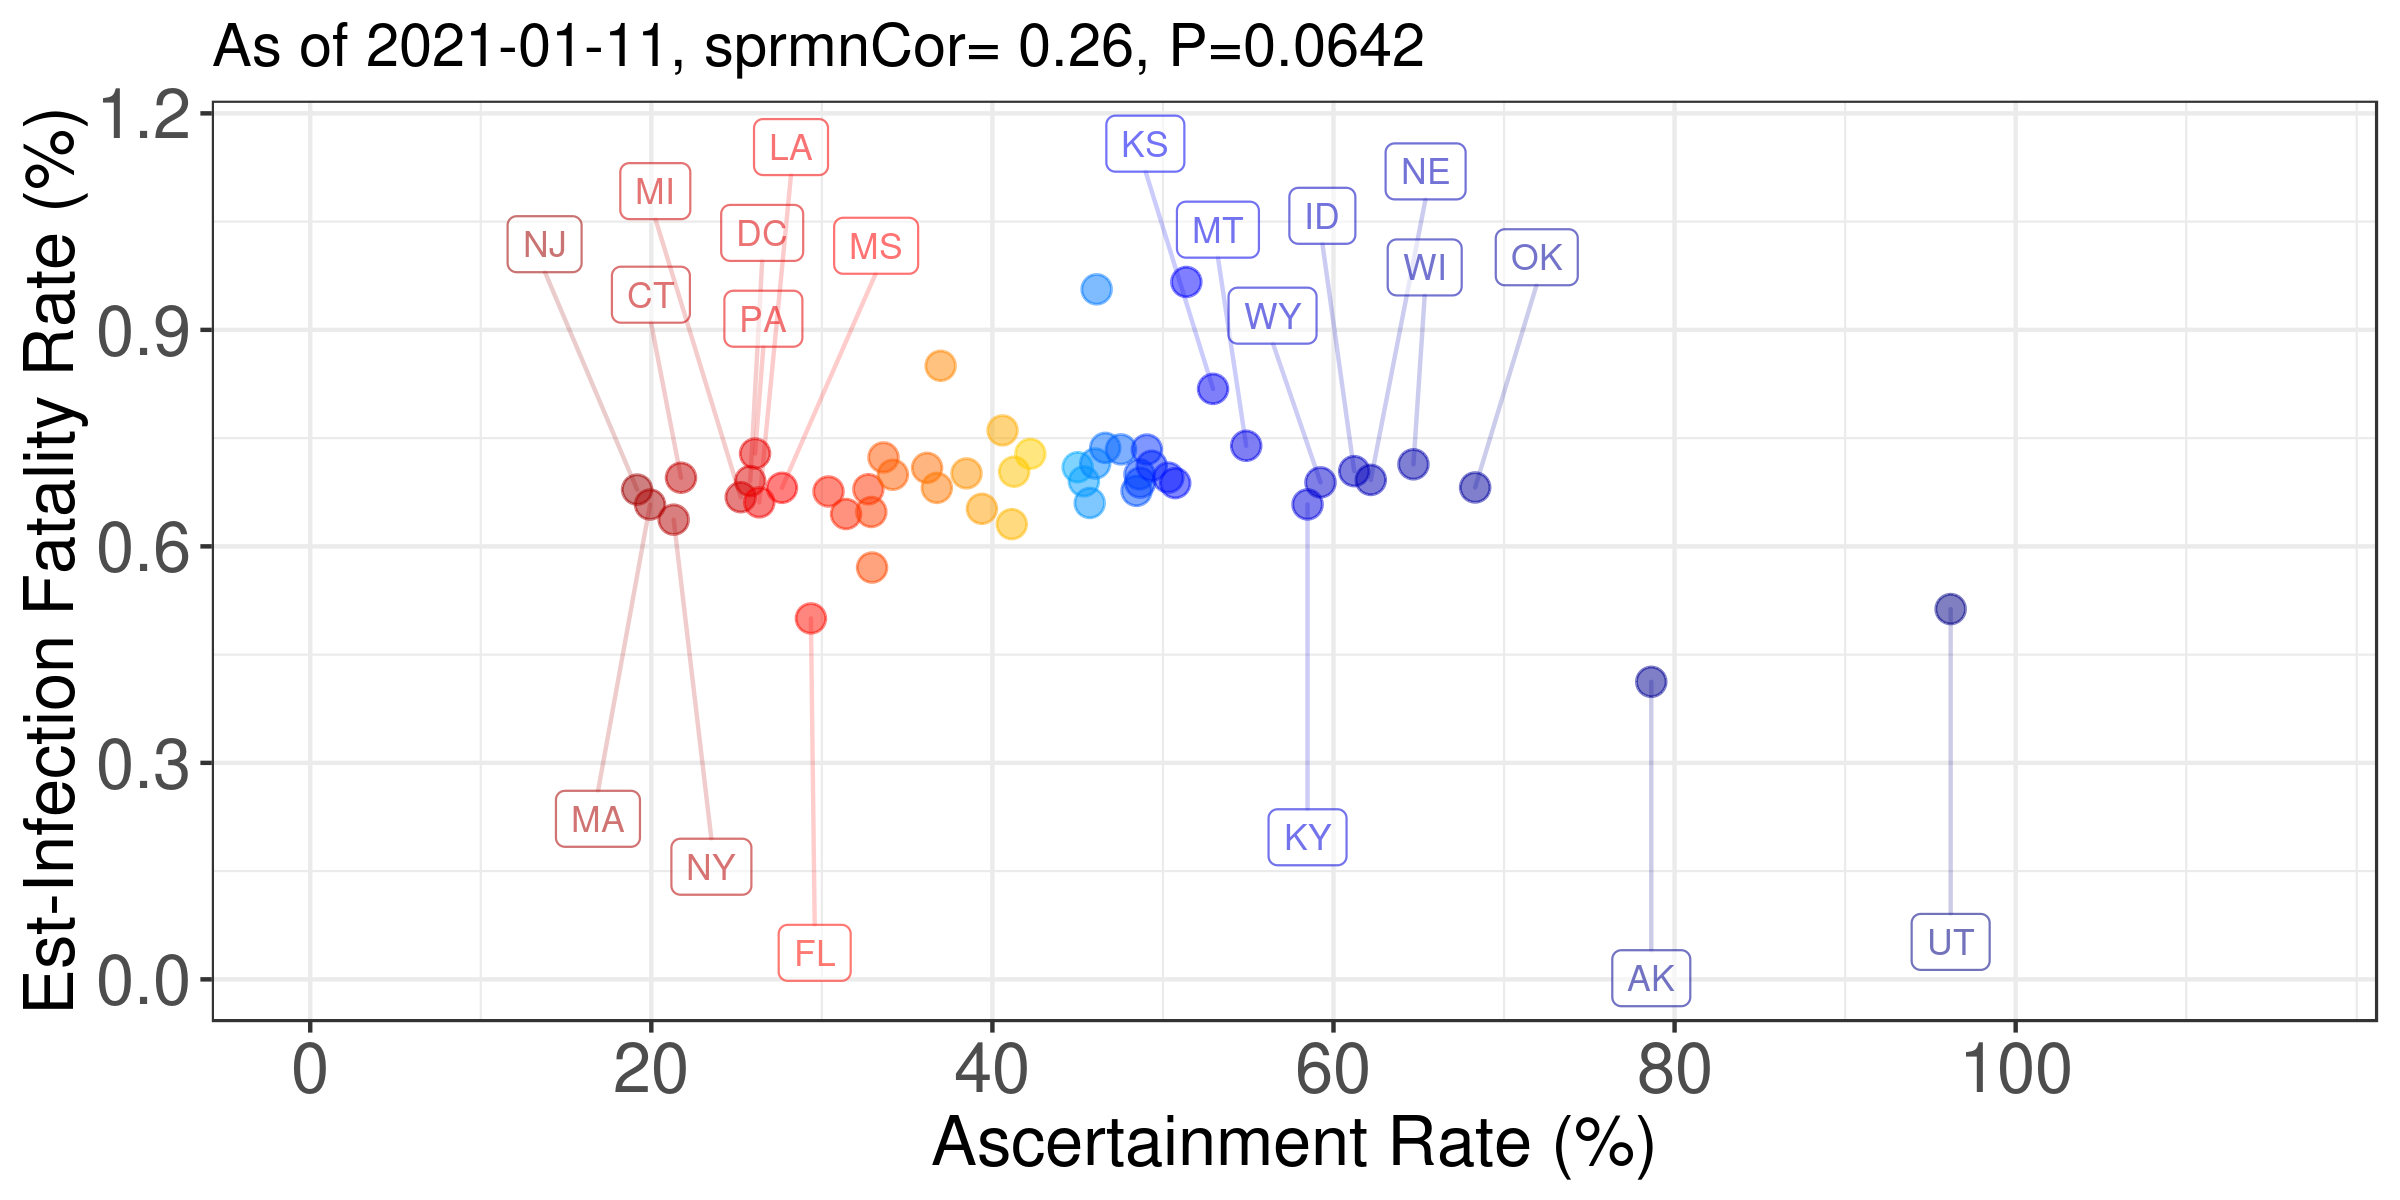 As of 2021-01-11, sprmnCor= 0.26, P=0.0642
Est-Infection Fatality Rate (%)
1.2
0.9
0.6
0.3
0.0
LA
KS
NE
MI
ID
DC
MT
NJ
MS
OK
WI
CT
PA
WY
MA
KY
NY
UT
FL
AK
0
20
40
60
80
100
Ascertainment Rate (%)